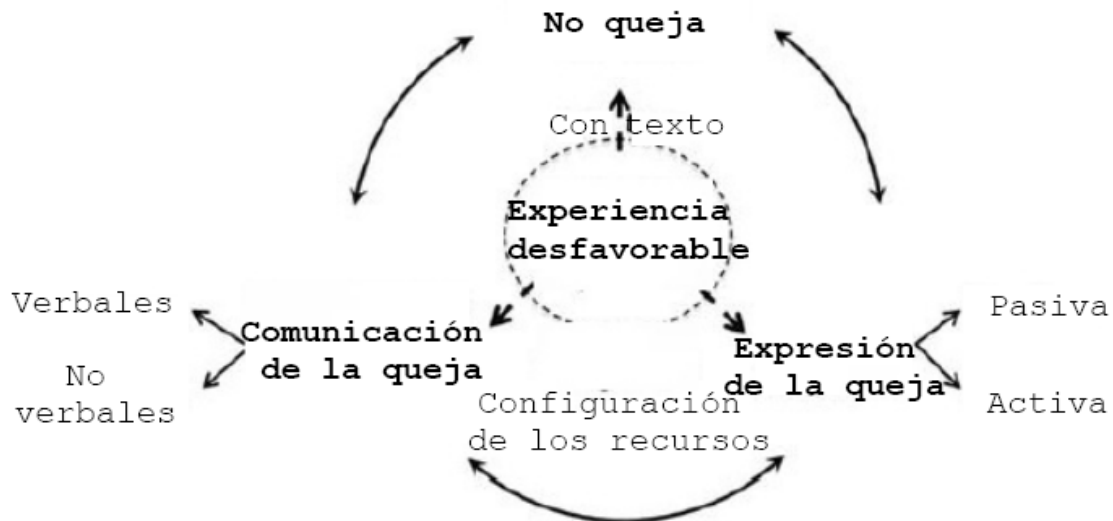 No queja
Con texto
Experiencia
desfavorable
Verbales
No
verbales
Comunicación
de la queja
Expresión
de la queja
Pasiva
Activa
Configuración
de los recursos